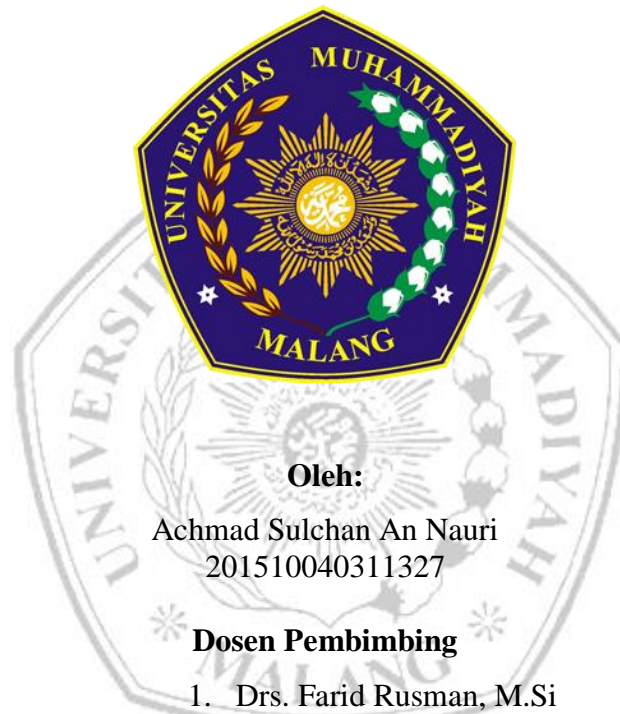 UNIVERSITAS MUHAMMADIYAH
MALANG
Oleh:
Achmad Sulchan An Nauri
201510040311327
Dosen Pembimbing
1. Drs. Farid Rusman, M.Si